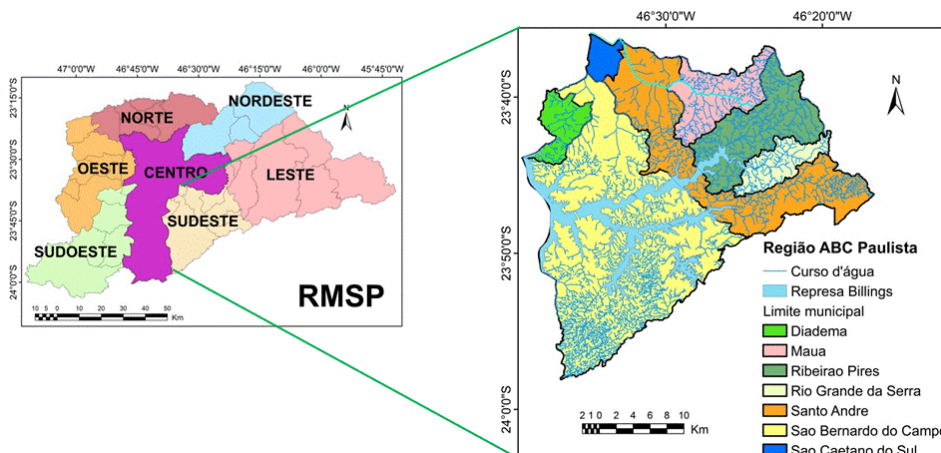 47°0'0"W 46°45'0"W 46°30'0"W 46°15'0"W 46°0'0"W 45°45'0"W
23°15'0"S
23°30'0"S
23°45'0"S
24°0'0"S
NORTE
NORDESTE
OESTE
CENTRO
LESTE
SUDESTE
SUDOESTE
N
RMSP
10 5 0 10 20 30 40 50
Km
46°30'0"W 46°20'0"W
23°40'0"S
23°50'0"S
24°0'0"S
N
Região ABC Paulista
Curso d'água
Represa Billings
Limite municipal
Diadema
Maua
Ribeirao Pires
Rio Grande da Serra
Santo Andre
Sao Bernardo do Campo
Sao Caetano do Sul
2 1 0 2 4 6 8 10
Km